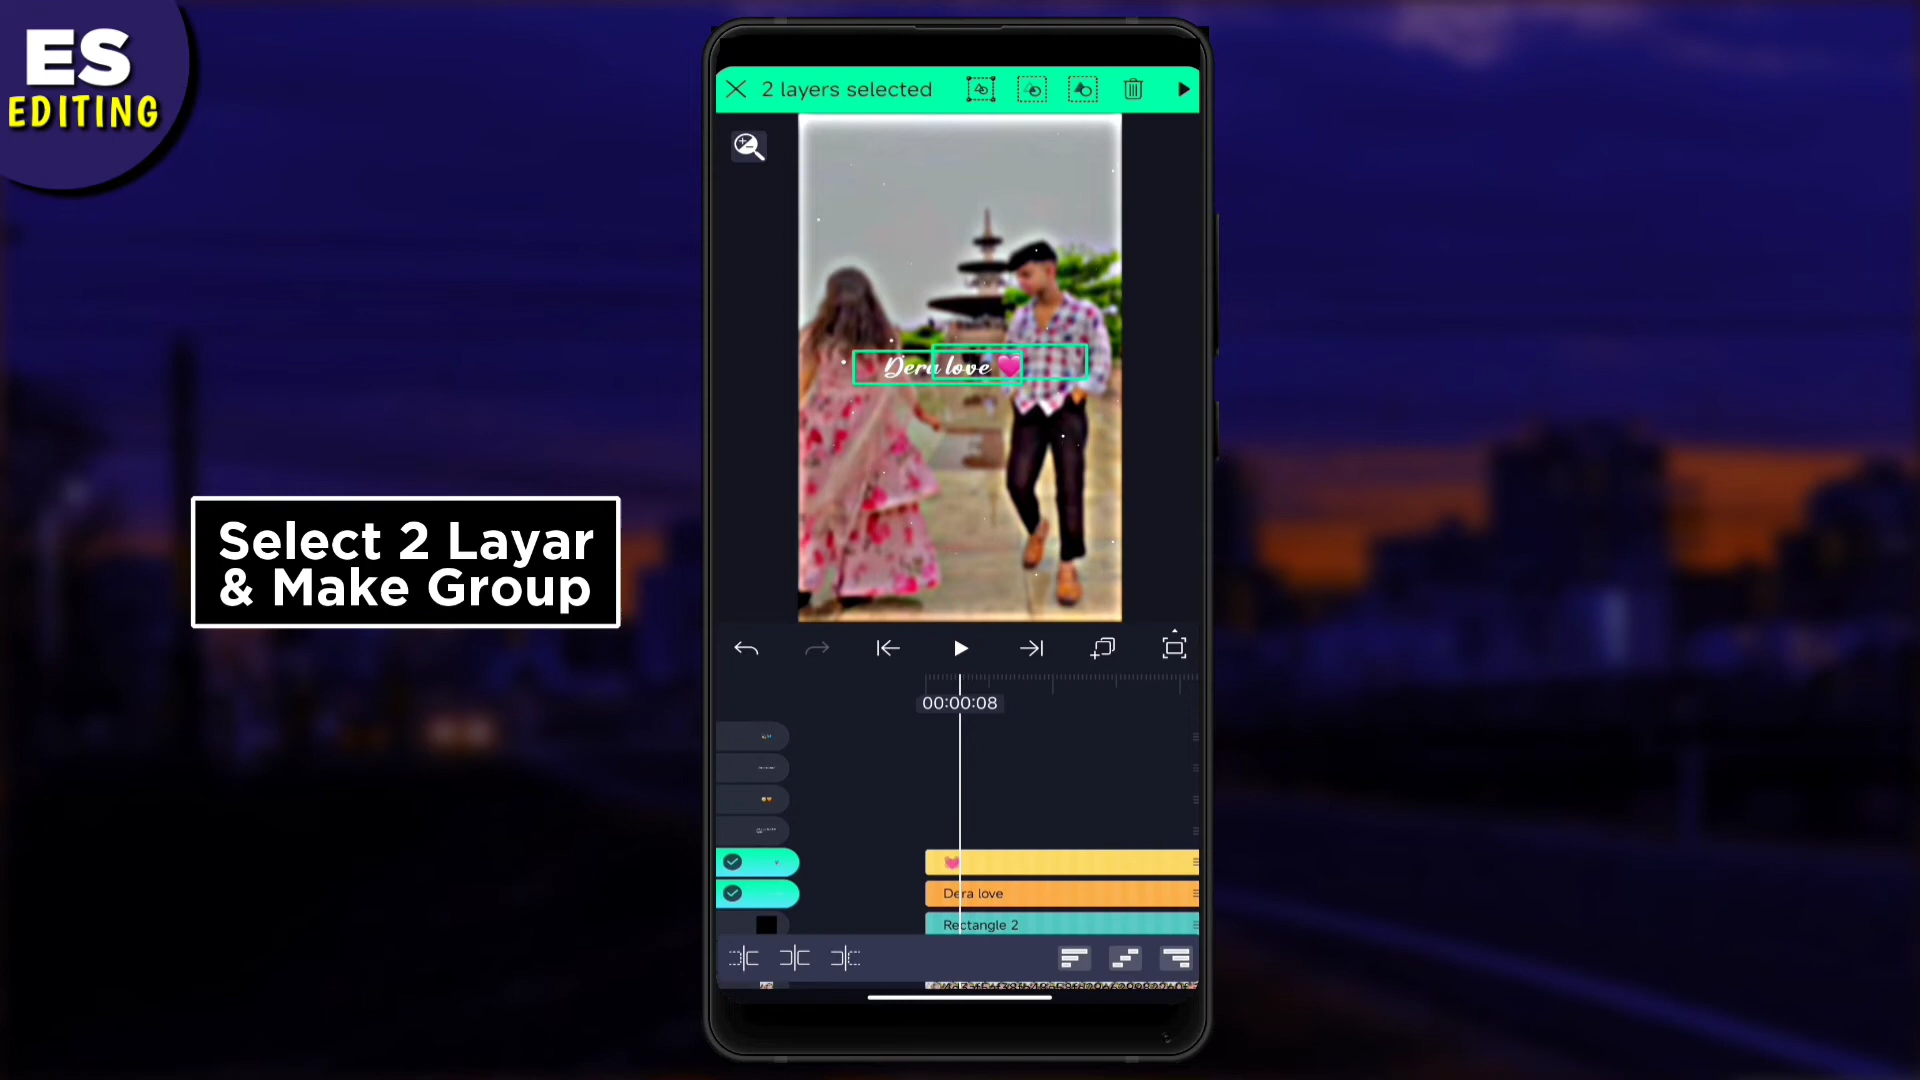 ES
EDITING
2 layers selected
Dera love 💗
Select 2 Layar
& Make Group
00:00:08
Dera love
Rectangle 2